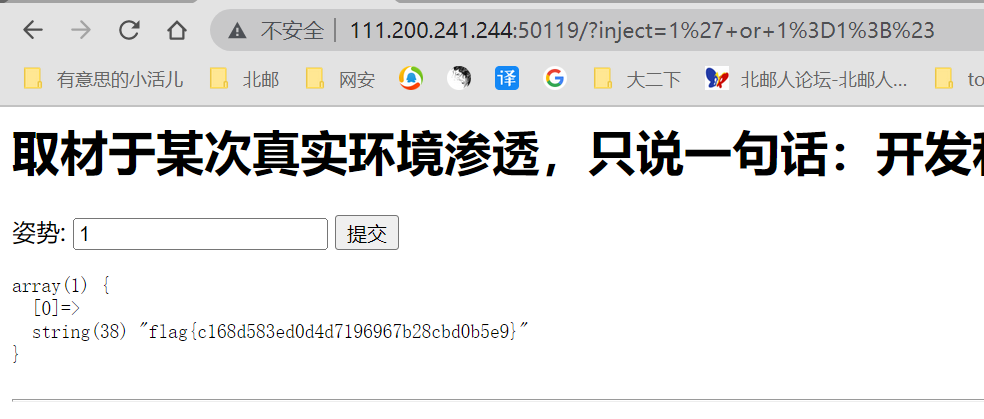 不安全 111.200.241.244:50119/?inject=1%27+or+1%3D1%3B%23
有意思的小活儿 北邮 网安 译 G 大二下 北邮人论坛-北邮人... to
取材于某次真实环境渗透，只说一句话：开发
姿势: 1 提交
array(1) {
[0]=>
string(38) "flag{c168d583ed0d4d7196967b28cbd0b5e9}"
}